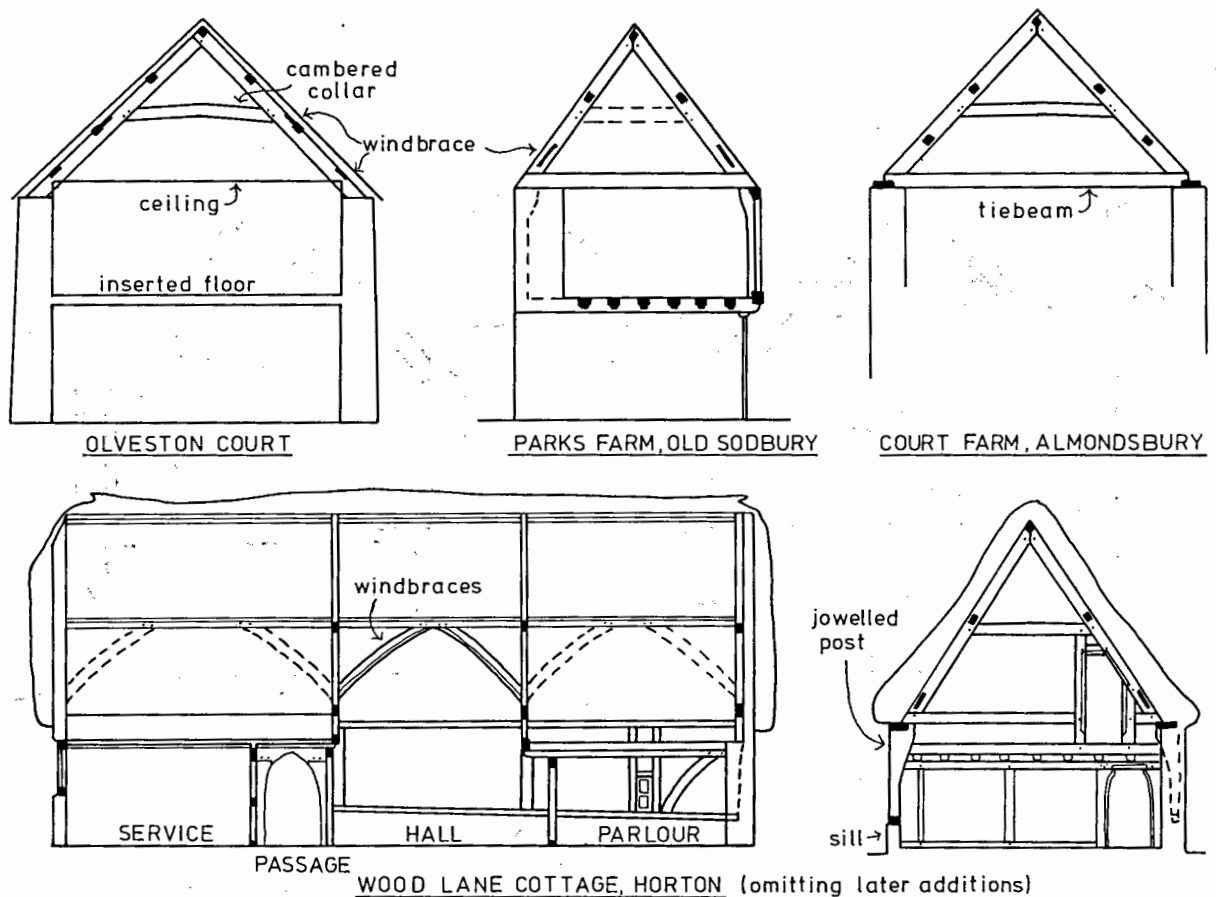 cambered
collar
windbrace
ceiling
tiebeam
inserted floor
OLVESTON COURT
PARKS FARM, OLD SODBURY
COURT FARM, ALMONDSBURY
windbraces
jowelled
post
SERVICE
HALL
PARLOUR
sill
PASSAGE
WOOD LANE COTTAGE, HORTON (omitting later additions)